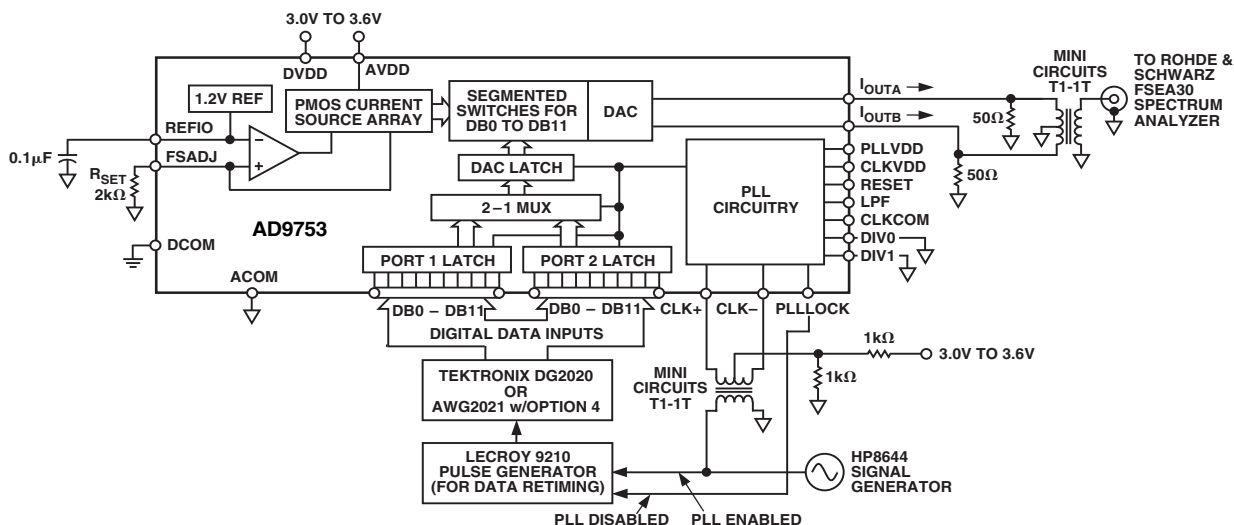 3.0V TO 3.6V
DVDD
AVDD
1.2V REF
REFIO
0.1µF
FSADJ
RSET
2kΩ
PMOS CURRENT
SOURCE ARRAY
SEGMENTED
SWITCHES FOR
DB0 TO DB11
DAC
DAC LATCH
2–1 MUX
AD9753
DCOM
ACOM
PORT 1 LATCH
PORT 2 LATCH
PLL
CIRCUITRY
IOUTA
IOUTB
50Ω
50Ω
MINI
CIRCUITS
T1-1T
TO ROHDE &
SCHWARZ
FSEA30
SPECTRUM
ANALYZER
PLLVDD
CLKVDD
RESET
LPF
CLKCOM
DIV0
DIV1
DB0 – DB11
DB0 – DB11
CLK+
CLK–
PLLLOCK
DIGITAL DATA INPUTS
TEKTRONIX DG2020
OR
AWG2021 w/OPTION 4
MINI
CIRCUITS
T1-1T
1kΩ
1kΩ
3.0V TO 3.6V
LECROY 9210
PULSE GENERATOR
(FOR DATA RETIMING)
HP8644
SIGNAL
GENERATOR
PLL DISABLED
PLL ENABLED